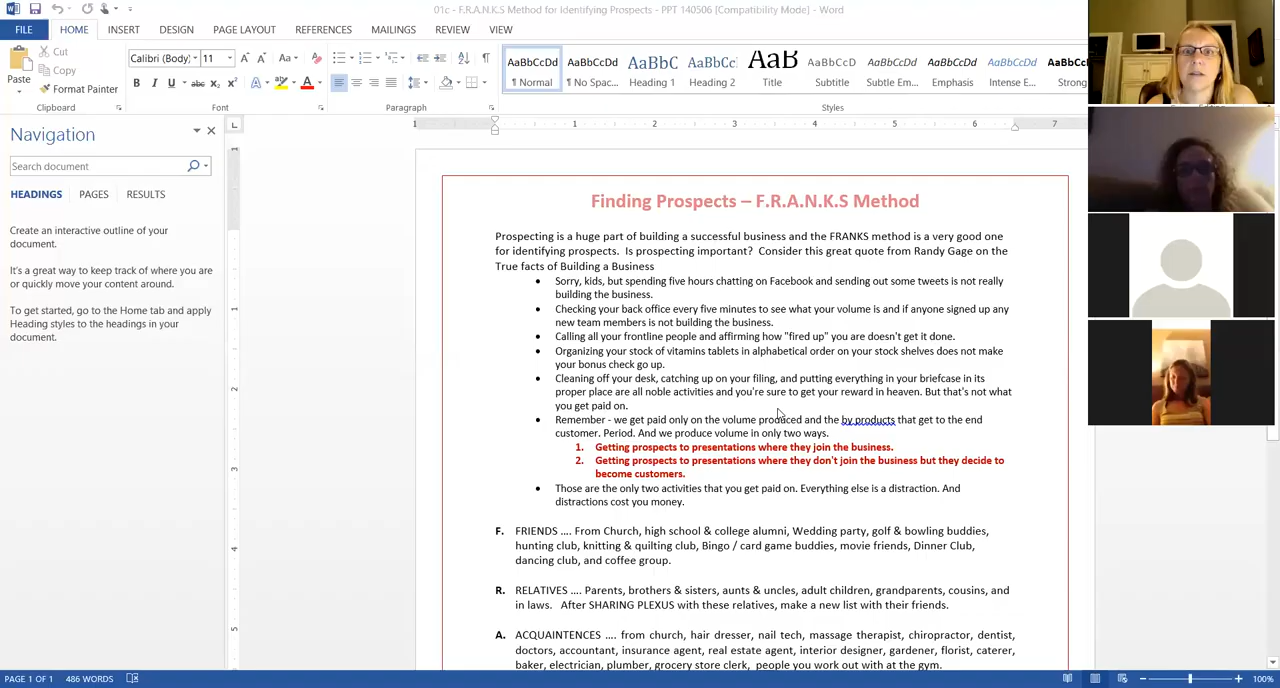 01c - F.R.A.N.K.S Method for Identifying Prospects - PPT 140506 [Compatibility Mode] - Word
FILE HOME INSERT DESIGN PAGE LAYOUT REFERENCES MAILINGS REVIEW VIEW
Paste
Cut
Copy
Format Painter
Clipboard
Calibri (Body) 11
Font
Paragraph
AaBbCcDd AaBbCcDd AaBbC AaBbCc AaB AaBbCcD AaBbCcDd AaBbCcDd AaBbCcDd AaBbCc
¶ Normal ¶ No Spac... Heading 1 Heading 2 Title Subtitle Subtle Em... Emphasis Intense E... Strong
Styles
Navigation
Search document
HEADINGS PAGES RESULTS
Create an interactive outline of your
document.
It's a great way to keep track of where you are
or quickly move your content around.
To get started, go to the Home tab and apply
Heading styles to the headings in your
document.
1 1 2 3 4 5 6 7
1
1
2
3
4
5
Finding Prospects – F.R.A.N.K.S Method
Prospecting is a huge part of building a successful business and the FRANKS method is a very good one
for identifying prospects. Is prospecting important? Consider this great quote from Randy Gage on the
True facts of Building a Business
• Sorry, kids, but spending five hours chatting on Facebook and sending out some tweets is not really
building the business.
• Checking your back office every five minutes to see what your volume is and if anyone signed up any
new team members is not building the business.
• Calling all your frontline people and affirming how "fired up" you are doesn't get it done.
• Organizing your stock of vitamins tablets in alphabetical order on your stock shelves does not make
your bonus check go up.
• Cleaning off your desk, catching up on your filing, and putting everything in your briefcase in its
proper place are all noble activities and you're sure to get your reward in heaven. But that's not what
you get paid on.
• Remember - we get paid only on the volume produced and the by products that get to the end
customer. Period. And we produce volume in only two ways.
1. Getting prospects to presentations where they join the business.
2. Getting prospects to presentations where they don't join the business but they decide to
become customers.
• Those are the only two activities that you get paid on. Everything else is a distraction. And
distractions cost you money.
F. FRIENDS .... From Church, high school & college alumni, Wedding party, golf & bowling buddies,
hunting club, knitting & quilting club, Bingo / card game buddies, movie friends, Dinner Club,
dancing club, and coffee group.
R. RELATIVES .... Parents, brothers & sisters, aunts & uncles, adult children, grandparents, cousins, and
in laws. After SHARING PLEXUS with these relatives, make a new list with their friends.
A. ACQUAINTENCES .... from church, hair dresser, nail tech, massage therapist, chiropractor, dentist,
doctors, accountant, insurance agent, real estate agent, interior designer, gardener, florist, caterer,
baker, electrician, plumber, grocery store clerk, people you work out with at the gym.
PAGE 1 OF 1 486 WORDS
100%